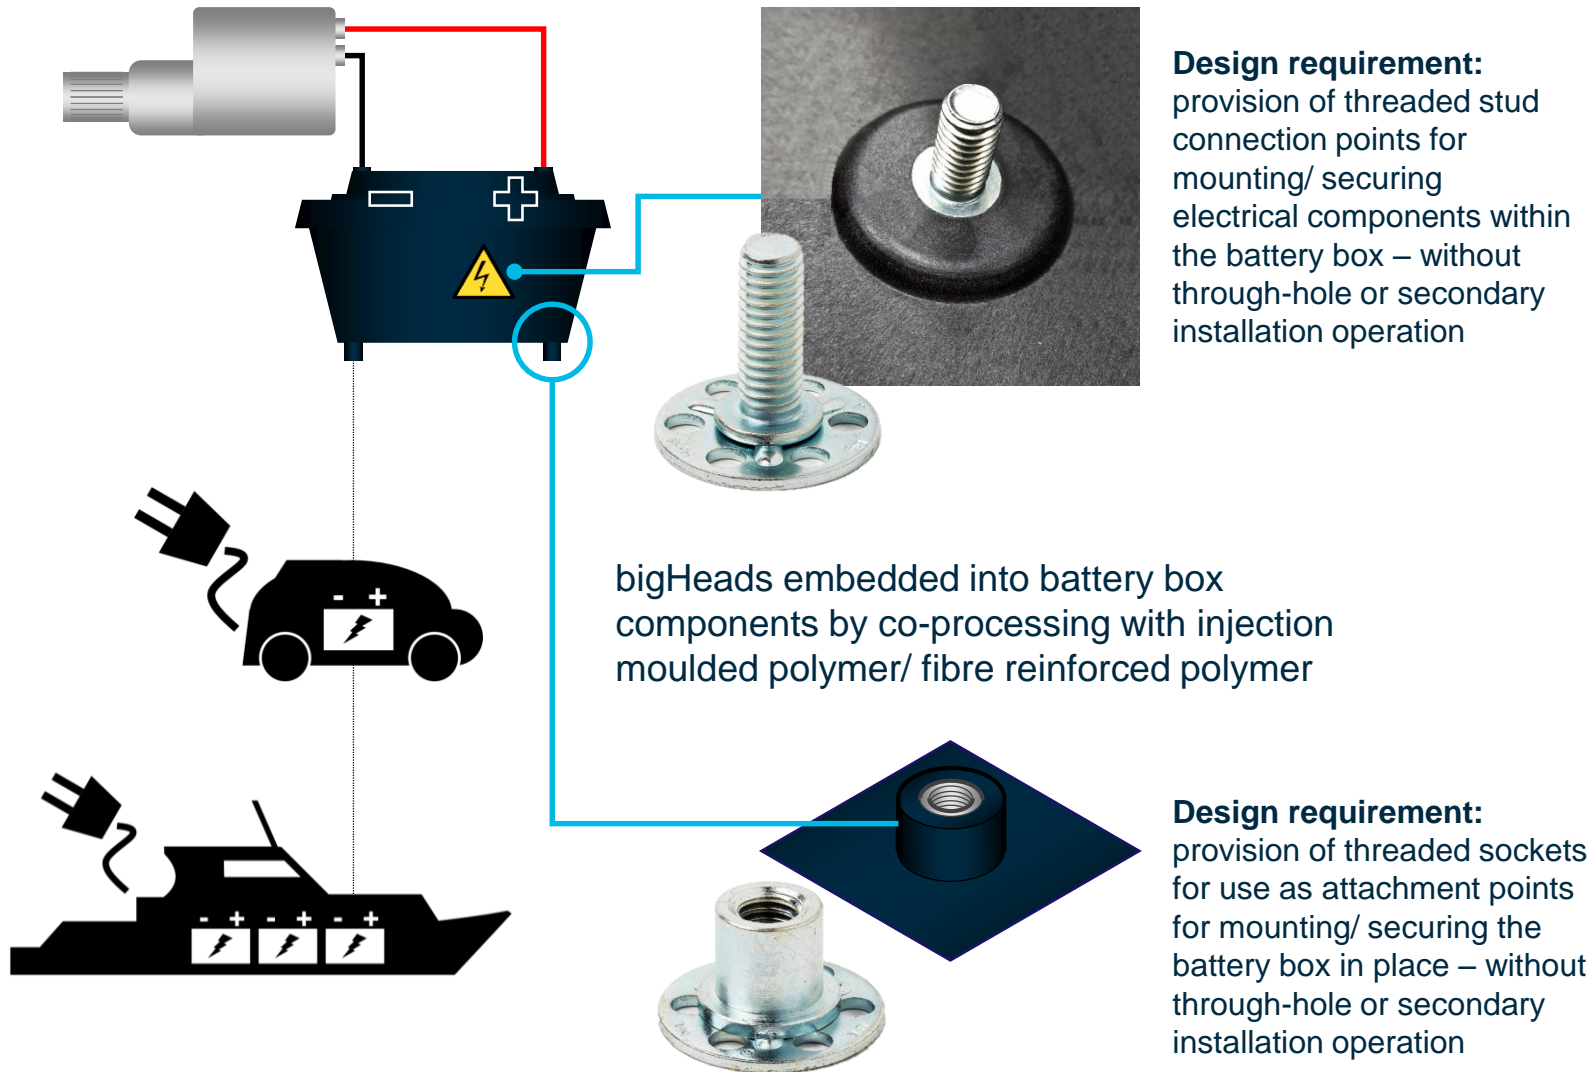 Design requirement:
provision of threaded stud
connection points for
mounting/ securing
electrical components within
the battery box – without
through-hole or secondary
installation operation
- +
bigHeads embedded into battery box
components by co-processing with injection
moulded polymer/ fibre reinforced polymer
- + - + - +
Design requirement:
provision of threaded sockets
for use as attachment points
for mounting/ securing the
battery box in place – without
through-hole or secondary
installation operation